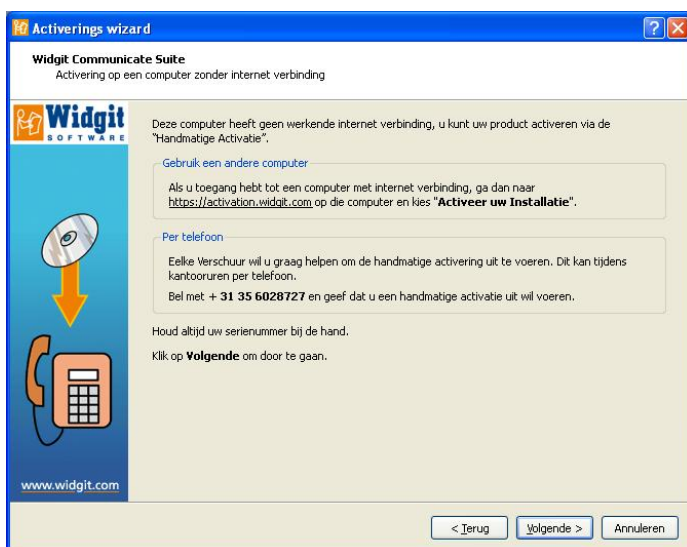 Activerings wizard
Widgit Communicate Suite
Activering op een computer zonder internet verbinding
Widgit
SOFTWARE
Deze computer heeft geen werkende internet verbinding, u kunt uw product activeren via de
"Handmatige Activatie".
Gebruik een andere computer
Als u toegang hebt tot een computer met internet verbinding, ga dan naar
https://activation.widgit.com op die computer en kies "Activeer uw Installatie".
Per telefoon
Eelke Verschuur wil u graag helpen om de handmatige activering uit te voeren. Dit kan tijdens
kantooruren per telefoon.
Bel met + 31 35 6028727 en geef dat u een handmatige activatie uit wil voeren.
Houd altijd uw serienummer bij de hand.
Klik op Volgende om door te gaan.
www.widgit.com
< Terug
Volgende >
Annuleren